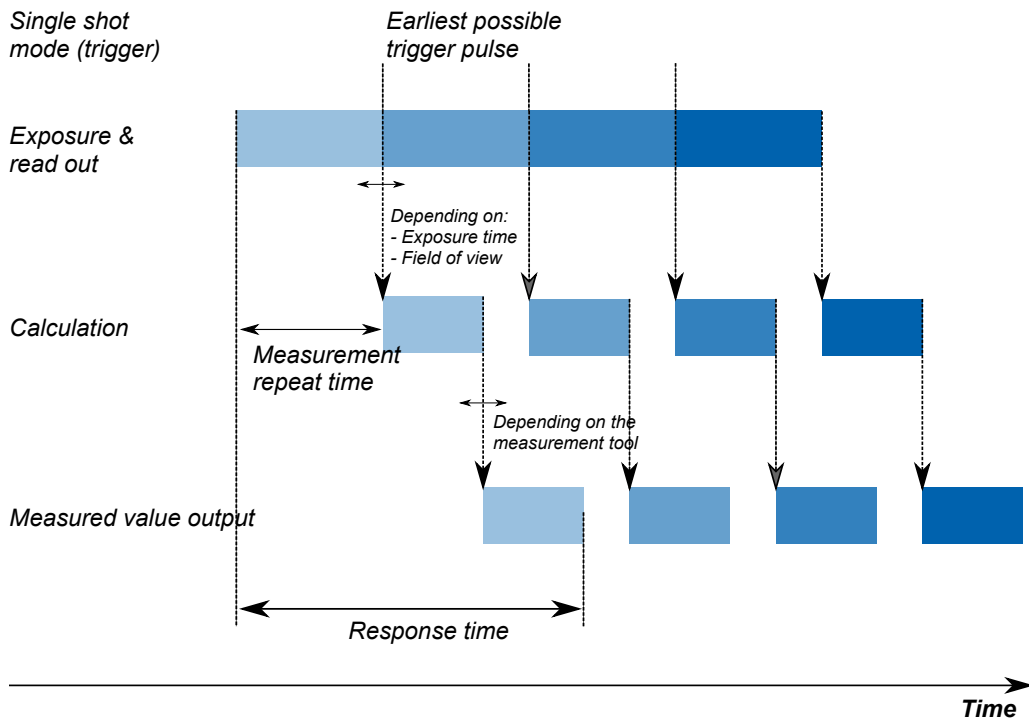 Single shot
mode (trigger)
Earliest possible
trigger pulse
Exposure &
read out
Depending on:
- Exposure time
- Field of view
Calculation
Measurement
repeat time
Depending on the
measurement tool
Measured value output
Response time
Time